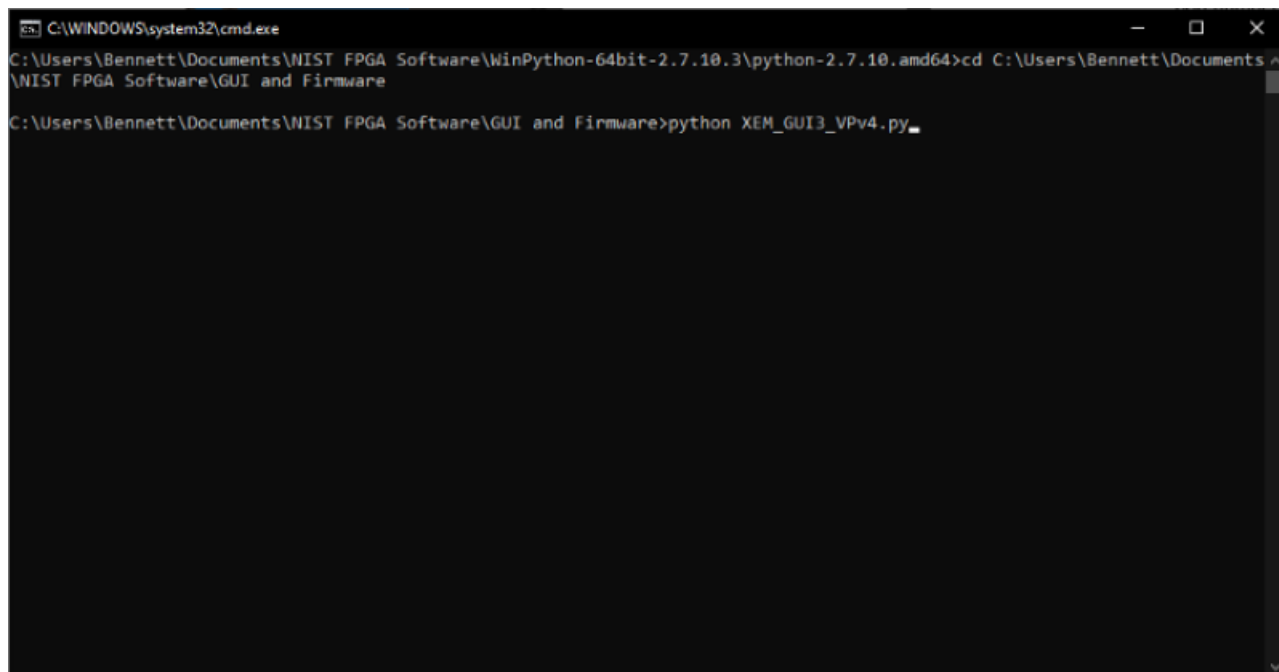 C:\WINDOWS\system32\cmd.exe
C:\Users\Bennett\Documents\NIST FPGA Software\WinPython-64bit-2.7.10.3\python-2.7.10.amd64>cd C:\Users\Bennett\Documents
\NIST FPGA Software\GUI and Firmware
C:\Users\Bennett\Documents\NIST FPGA Software\GUI and Firmware>python XEM_GUI3_VPv4.py